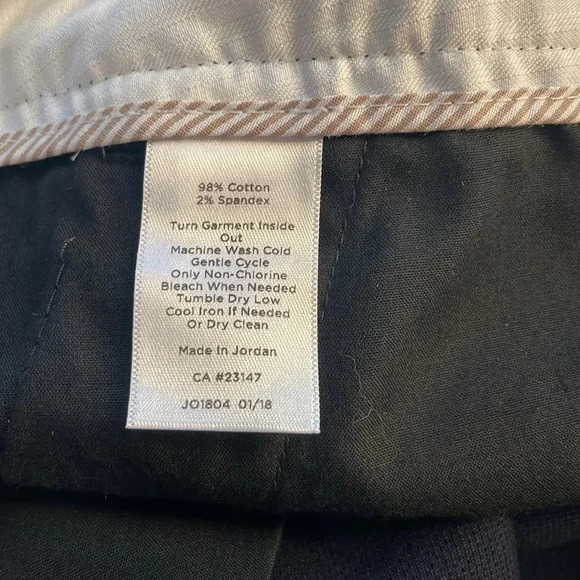 98% Cotton
2% Spandex
Turn Garment Inside
Out
Machine Wash Cold
Gentle Cycle
Only Non-Chlorine
Bleach When Needed
Tumble Dry Low
Cool Iron If Needed
Or Dry Clean
Made In Jordan
CA #23147
JO1804 01/18